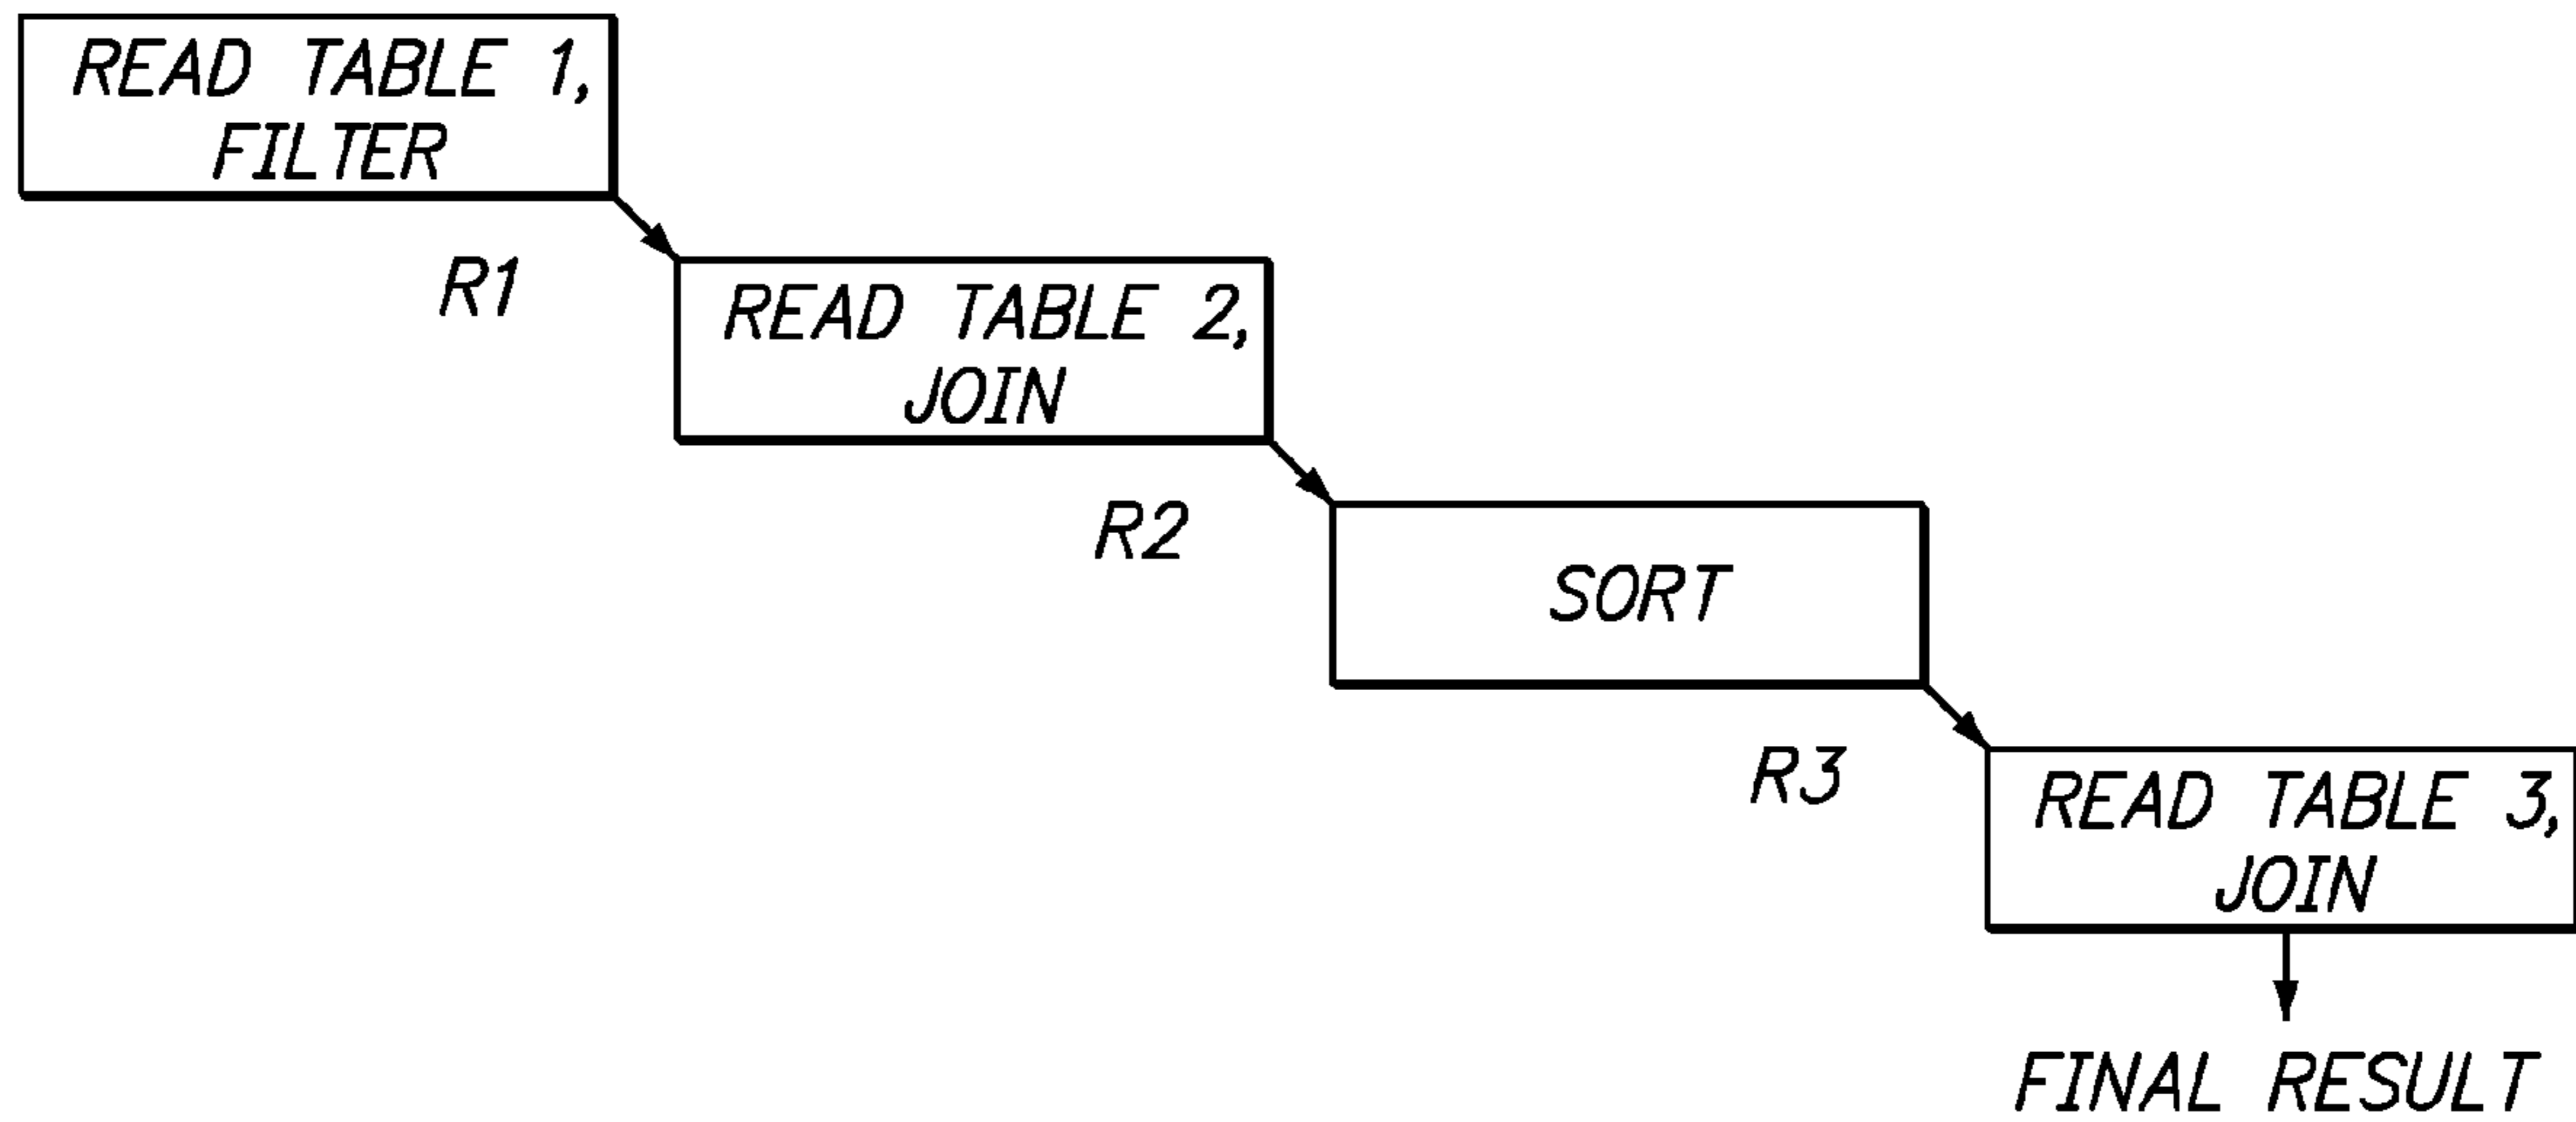 READ TABLE 1,
FILTER
R1
READ TABLE 2,
JOIN
R2
SORT
R3
READ TABLE 3,
JOIN
FINAL RESULT